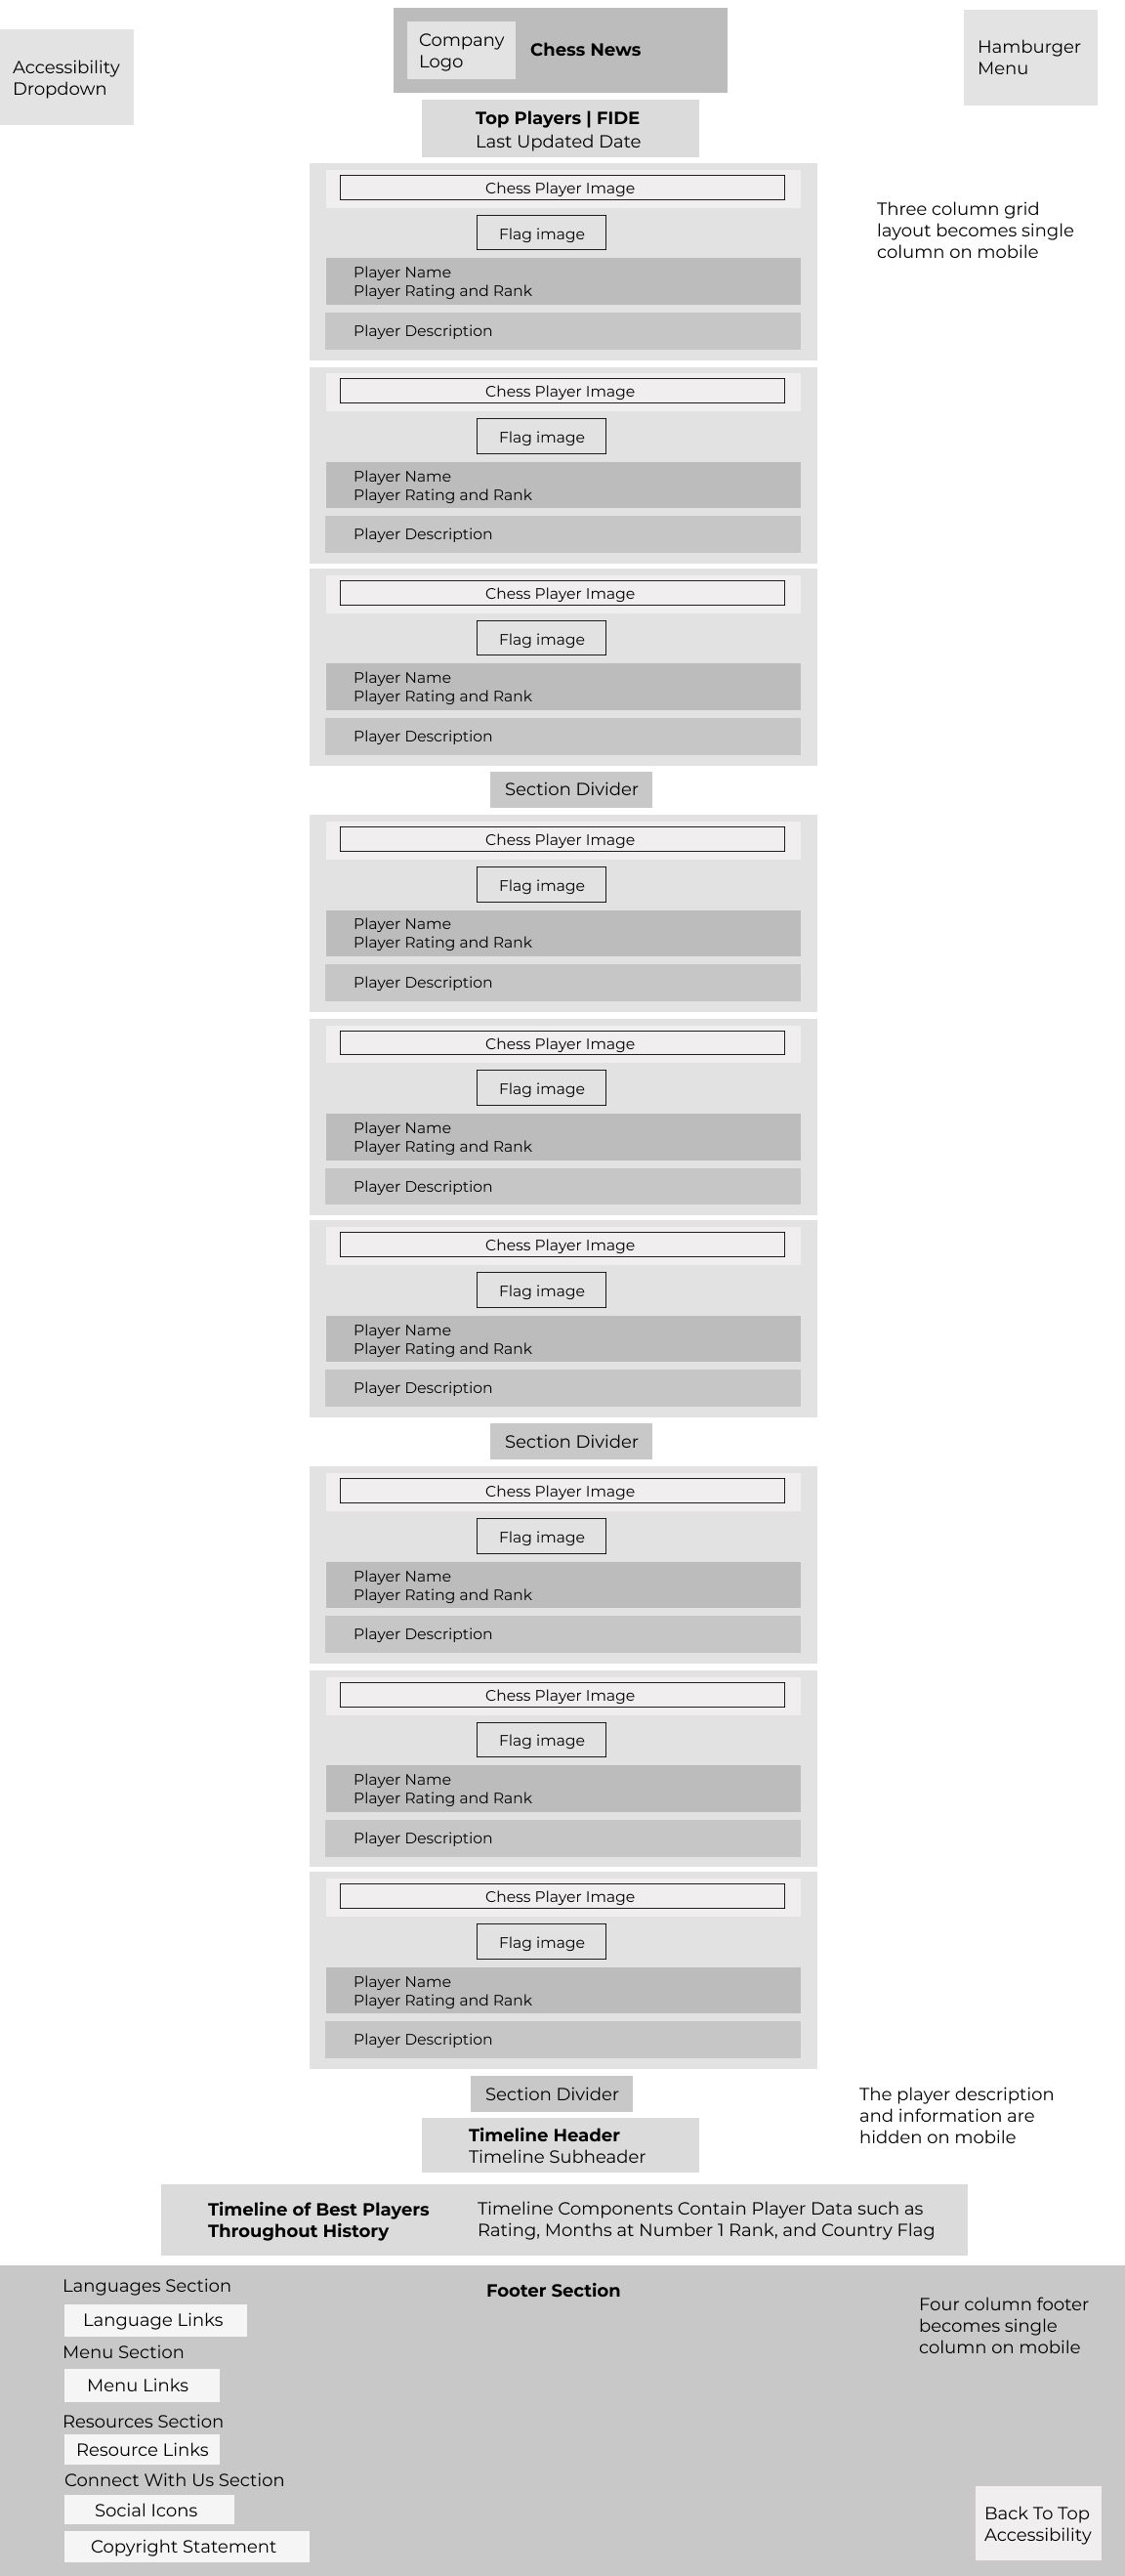 Accessibility
Dropdown
Company
Logo
Chess News
Hamburger
Menu
Top Players | FIDE
Last Updated Date
Three column grid
layout becomes single
column on mobile
Chess Player Image
Flag image
Player Name
Player Rating and Rank
Player Description
Chess Player Image
Flag image
Player Name
Player Rating and Rank
Player Description
Chess Player Image
Flag image
Player Name
Player Rating and Rank
Player Description
Section Divider
Chess Player Image
Flag image
Player Name
Player Rating and Rank
Player Description
Chess Player Image
Flag image
Player Name
Player Rating and Rank
Player Description
Chess Player Image
Flag image
Player Name
Player Rating and Rank
Player Description
Section Divider
Chess Player Image
Flag image
Player Name
Player Rating and Rank
Player Description
Chess Player Image
Flag image
Player Name
Player Rating and Rank
Player Description
Chess Player Image
Flag image
Player Name
Player Rating and Rank
Player Description
Section Divider
The player description
and information are
hidden on mobile
Timeline Header
Timeline Subheader
Timeline of Best Players
Throughout History
Timeline Components Contain Player Data such as
Rating, Months at Number 1 Rank, and Country Flag
Footer Section
Languages Section
Language Links
Menu Section
Menu Links
Resources Section
Resource Links
Connect With Us Section
Social Icons
Copyright Statement
Four column footer
becomes single
column on mobile
Back To Top
Accessibility